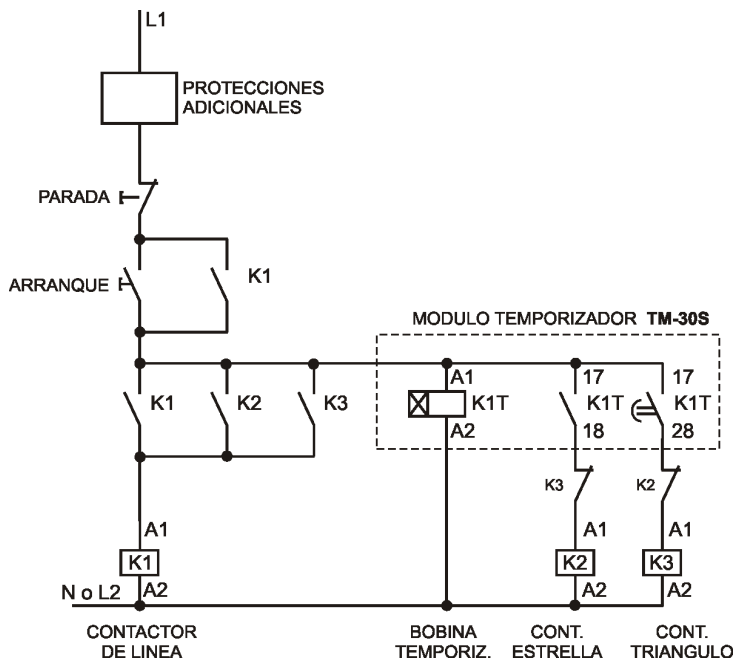 L1
PROTECCIONES
ADICIONALES
PARADA
ARRANQUE
K1
MODULO TEMPORIZADOR TM-30S
K1
K2
K3
A1
K1T
A2
17
K1T
18
17
K1T
28
K3
K2
A1
K1
A2
A1
K2
A2
A1
K3
A2
N o L2
CONTACTOR
DE LINEA
BOBINA
TEMPORIZ.
CONT.
ESTRELLA
CONT.
TRIANGULO